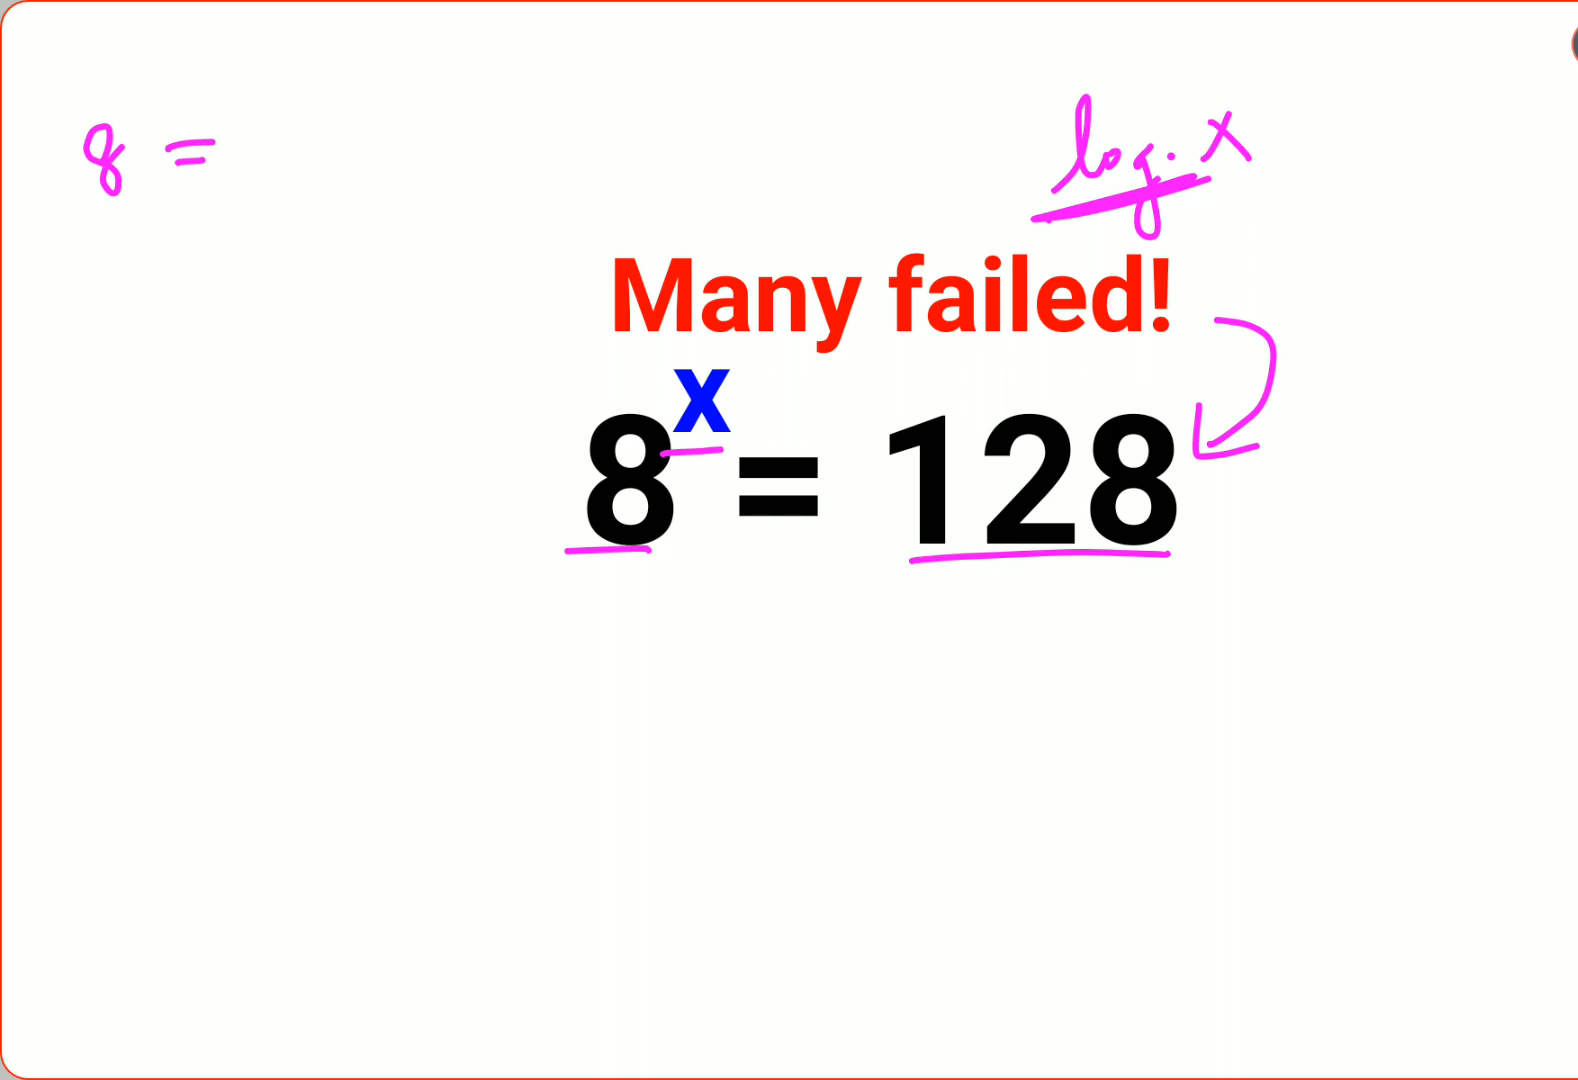 8 =
log. x
Many failed!
8^x = 128